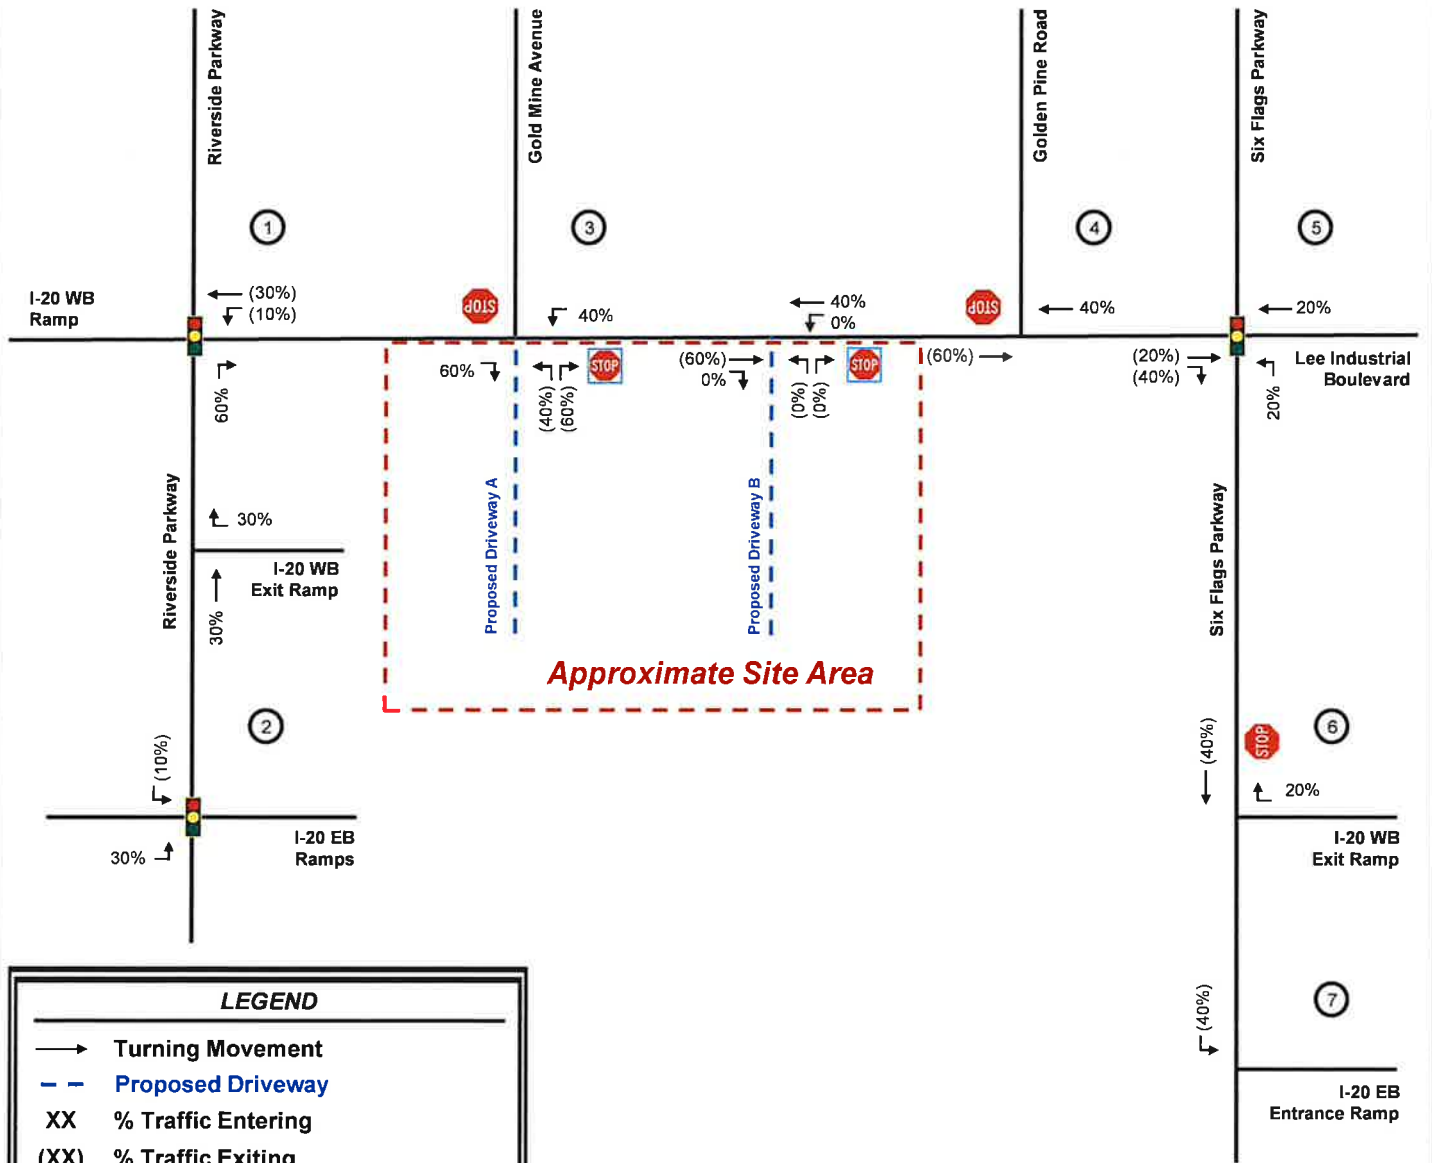 Riverside Parkway
Gold Mine Avenue
Golden Pine Road
Six Flags Parkway
1
3
4
5
I-20 WB
Ramp
(30%)
(10%)
STOP
40%
40%
0%
STOP
40%
20%
60%
60%
STOP
(40%)
(60%)
(60%)
0%
STOP
(0%)
(0%)
(60%)
(20%)
(40%)
20%
Lee Industrial
Boulevard
Riverside Parkway
30%
I-20 WB
Exit Ramp
30%
Proposed Driveway A
Proposed Driveway B
Six Flags Parkway
Approximate Site Area
2
(10%)
I-20 EB
Ramps
30%
(40%)
STOP
6
20%
I-20 WB
Exit Ramp
(40%)
7
I-20 EB
Entrance Ramp
LEGEND
Turning Movement
Proposed Driveway
XX % Traffic Entering
(XX) % Traffic Exiting